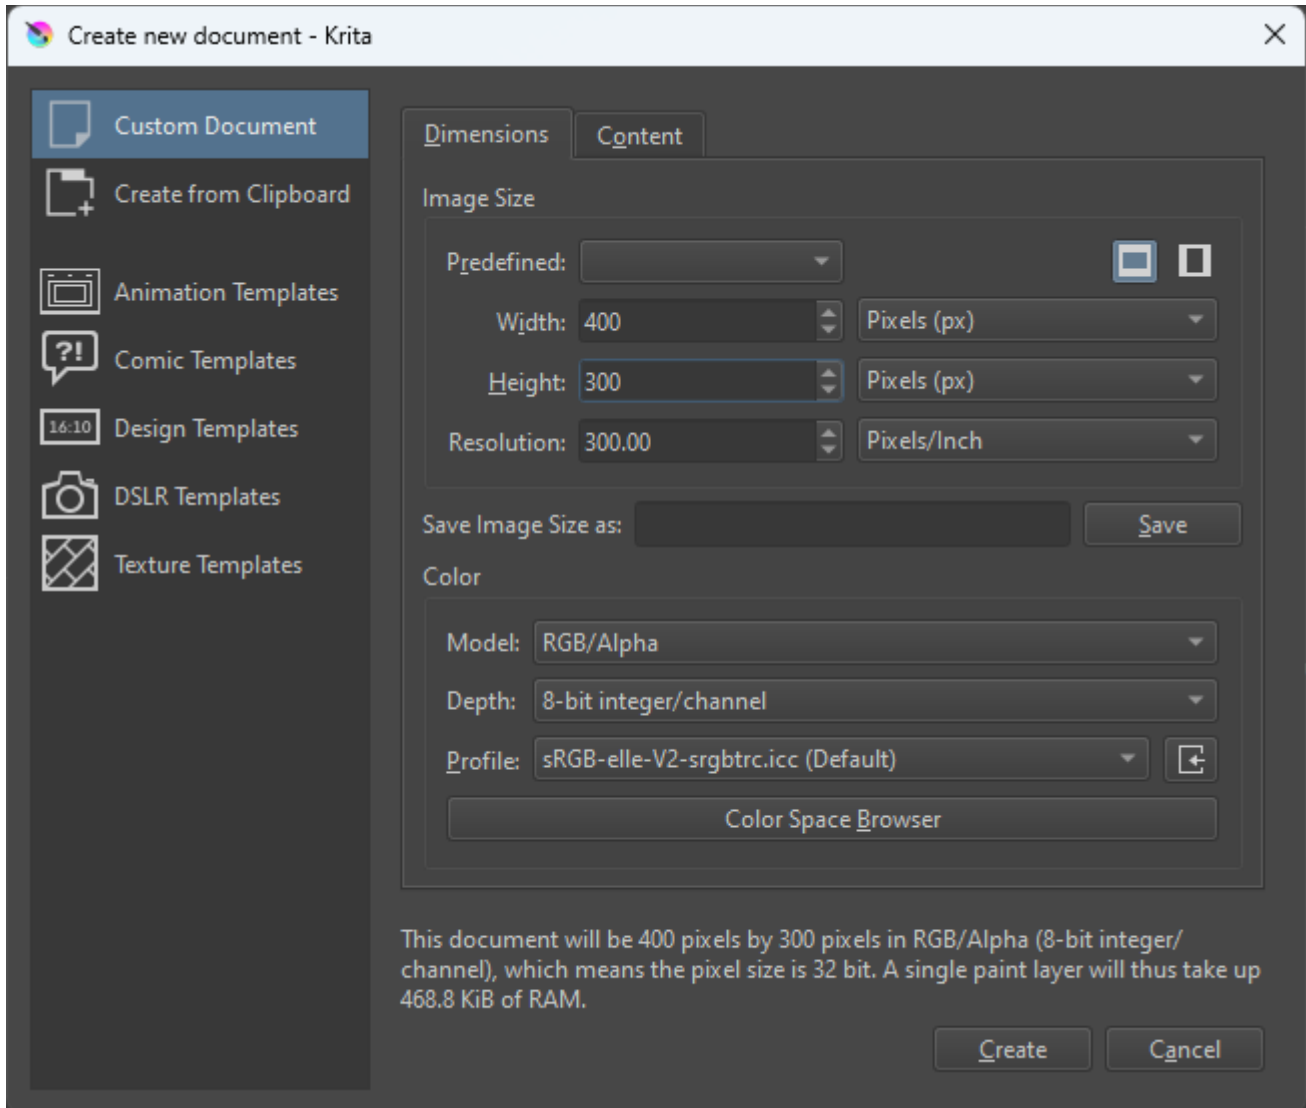 Create new document - Krita
Custom Document
Create from Clipboard
Animation Templates
?!
Comic Templates
16:10
Design Templates
DSLR Templates
Texture Templates
Dimensions
Content
Image Size
Predefined:
Width: 400 Pixels (px)
Height: 300 Pixels (px)
Resolution: 300.00 Pixels/Inch
Save Image Size as: Save
Color
Model: RGB/Alpha
Depth: 8-bit integer/channel
Profile: sRGB-elle-V2-srgbtrc.icc (Default)
Color Space Browser
This document will be 400 pixels by 300 pixels in RGB/Alpha (8-bit integer/
channel), which means the pixel size is 32 bit. A single paint layer will thus take up
468.8 KiB of RAM.
Create Cancel